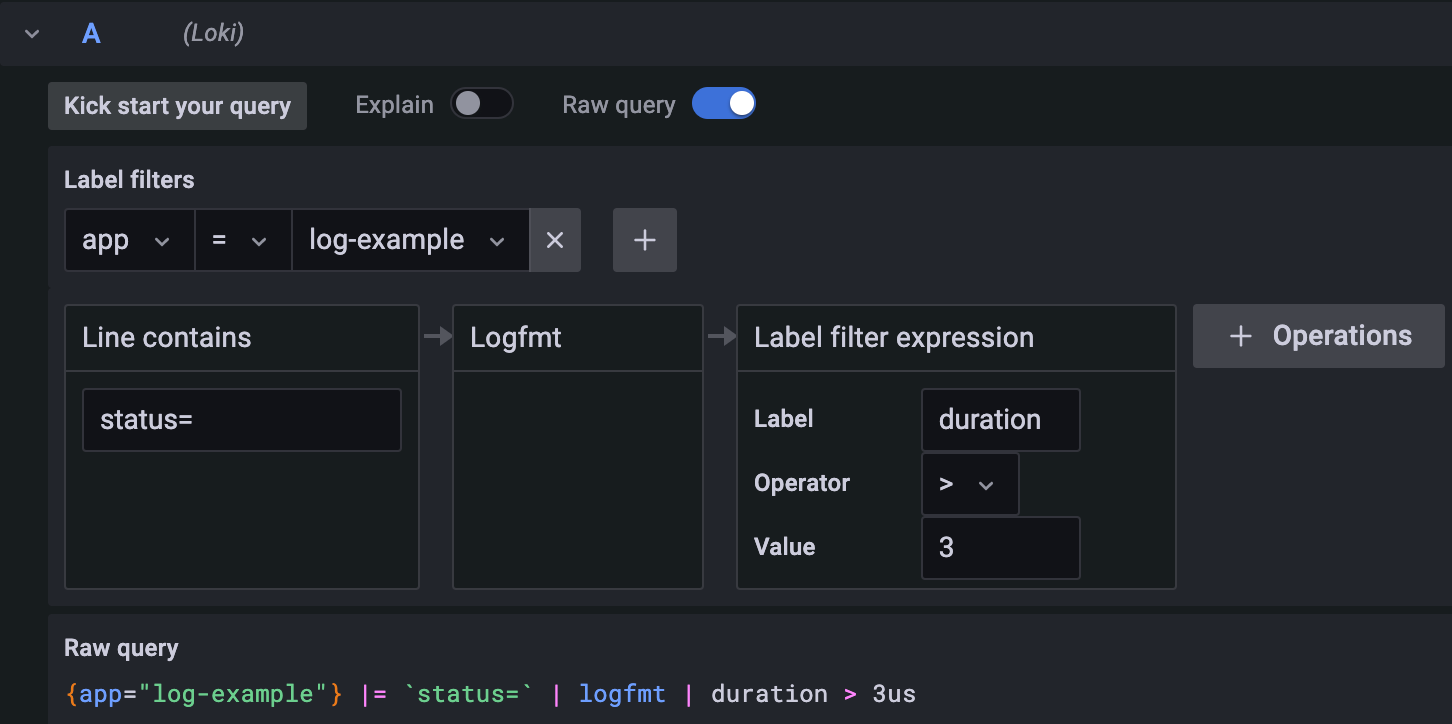 A (Loki)
Kick start your query Explain Raw query
Label filters
app = log-example × +
Line contains Logfmt Label filter expression + Operations
status= Label duration
Operator >
Value 3
Raw query
{app="log-example"} |= `status=` | logfmt | duration > 3us